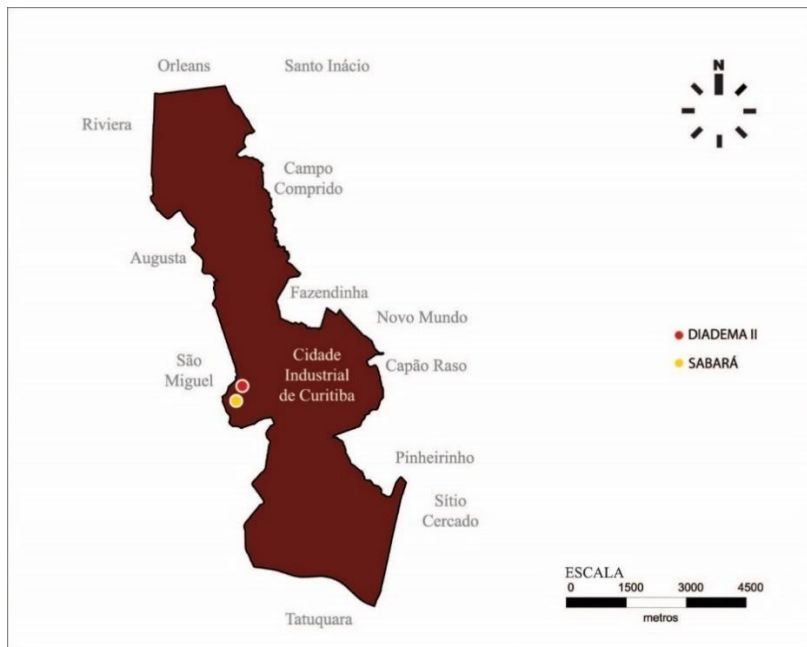 Orleans
Santo Inácio
N
Riviera
Campo
Comprido
Augusta
Fazendinha
Novo Mundo
DIADEMA II
São
Miguel
Cidade
Industrial
de Curitiba
Capão Raso
SABARÁ
Pinheirinho
Sítio
Cercado
ESCALA
0 1500 3000 4500
metros
Tatuquara